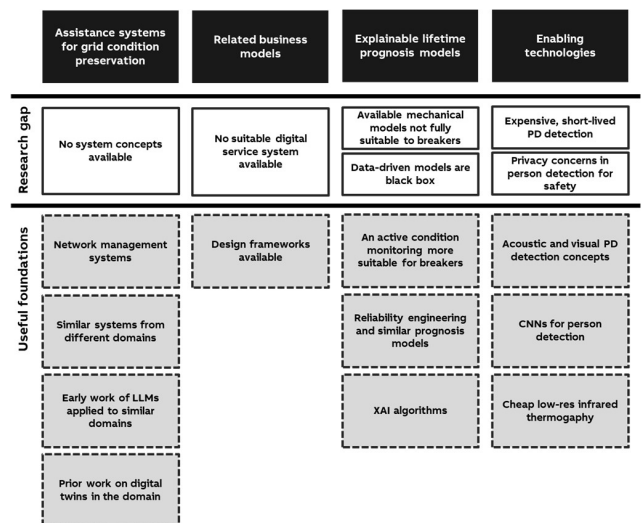 Assistance systems
for grid condition
preservation
Related business
models
Explainable lifetime
prognosis models
Enabling
technologies
Research gap
No system concepts
available
No suitable digital
service system
available
Available mechanical
models not fully
suitable to breakers
Data-driven models are
black box
Expensive, short-lived
PD detection
Privacy concerns in
person detection for
safety
Useful foundations
Network management
systems
Design frameworks
available
An active condition
monitoring more
suitable for breakers
Acoustic and visual PD
detection concepts
Similar systems from
different domains
Reliability engineering
and similar prognosis
models
CNNs for person
detection
Early work of LLMs
applied to similar
domains
XAI algorithms
Cheap low-res infrared
thermogaphy
Prior work on digital
twins in the domain